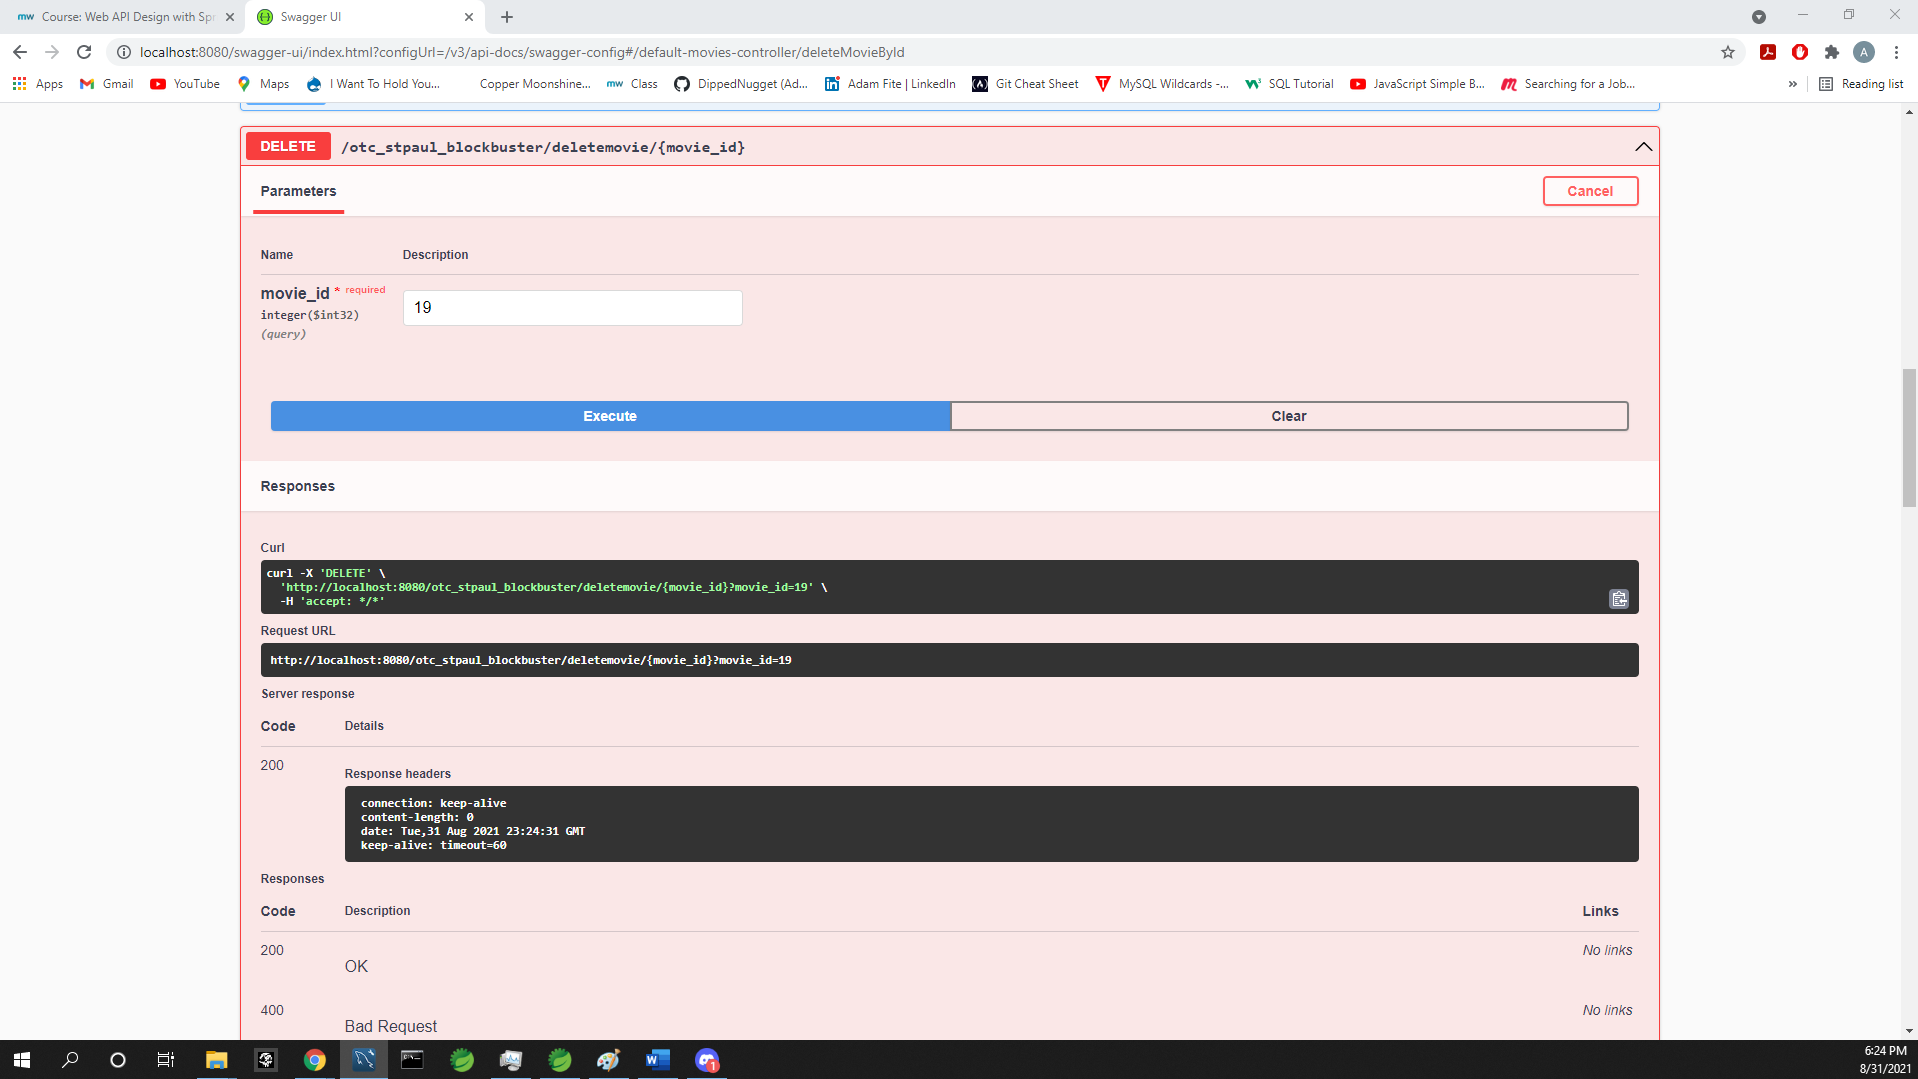 mw Course: Web API Design with Spr
Swagger UI
localhost:8080/swagger-ui/index.html?configUrl=/v3/api-docs/swagger-config#/default-movies-controller/deleteMovieById
A
Apps Gmail YouTube Maps I Want To Hold You... Copper Moonshine... mw Class DippedNugget (Ad... Adam Fite | LinkedIn Git Cheat Sheet MySQL Wildcards -... SQL Tutorial JavaScript Simple B... Searching for a Job... » Reading list
DELETE /otc_stpaul_blockbuster/deletemovie/{movie_id}
Parameters
Cancel
Name Description
movie_id * required
integer($int32)
(query)
19
Execute Clear
Responses
Curl
curl -X 'DELETE' \
'http://localhost:8080/otc_stpaul_blockbuster/deletemovie/{movie_id}?movie_id=19' \
-H 'accept: */*'
Request URL
http://localhost:8080/otc_stpaul_blockbuster/deletemovie/{movie_id}?movie_id=19
Server response
Code Details
200
Response headers
connection: keep-alive
content-length: 0
date: Tue,31 Aug 2021 23:24:31 GMT
keep-alive: timeout=60
Responses
Code Description Links
200 No links
OK
400 No links
Bad Request
1
6:24 PM
8/31/2021